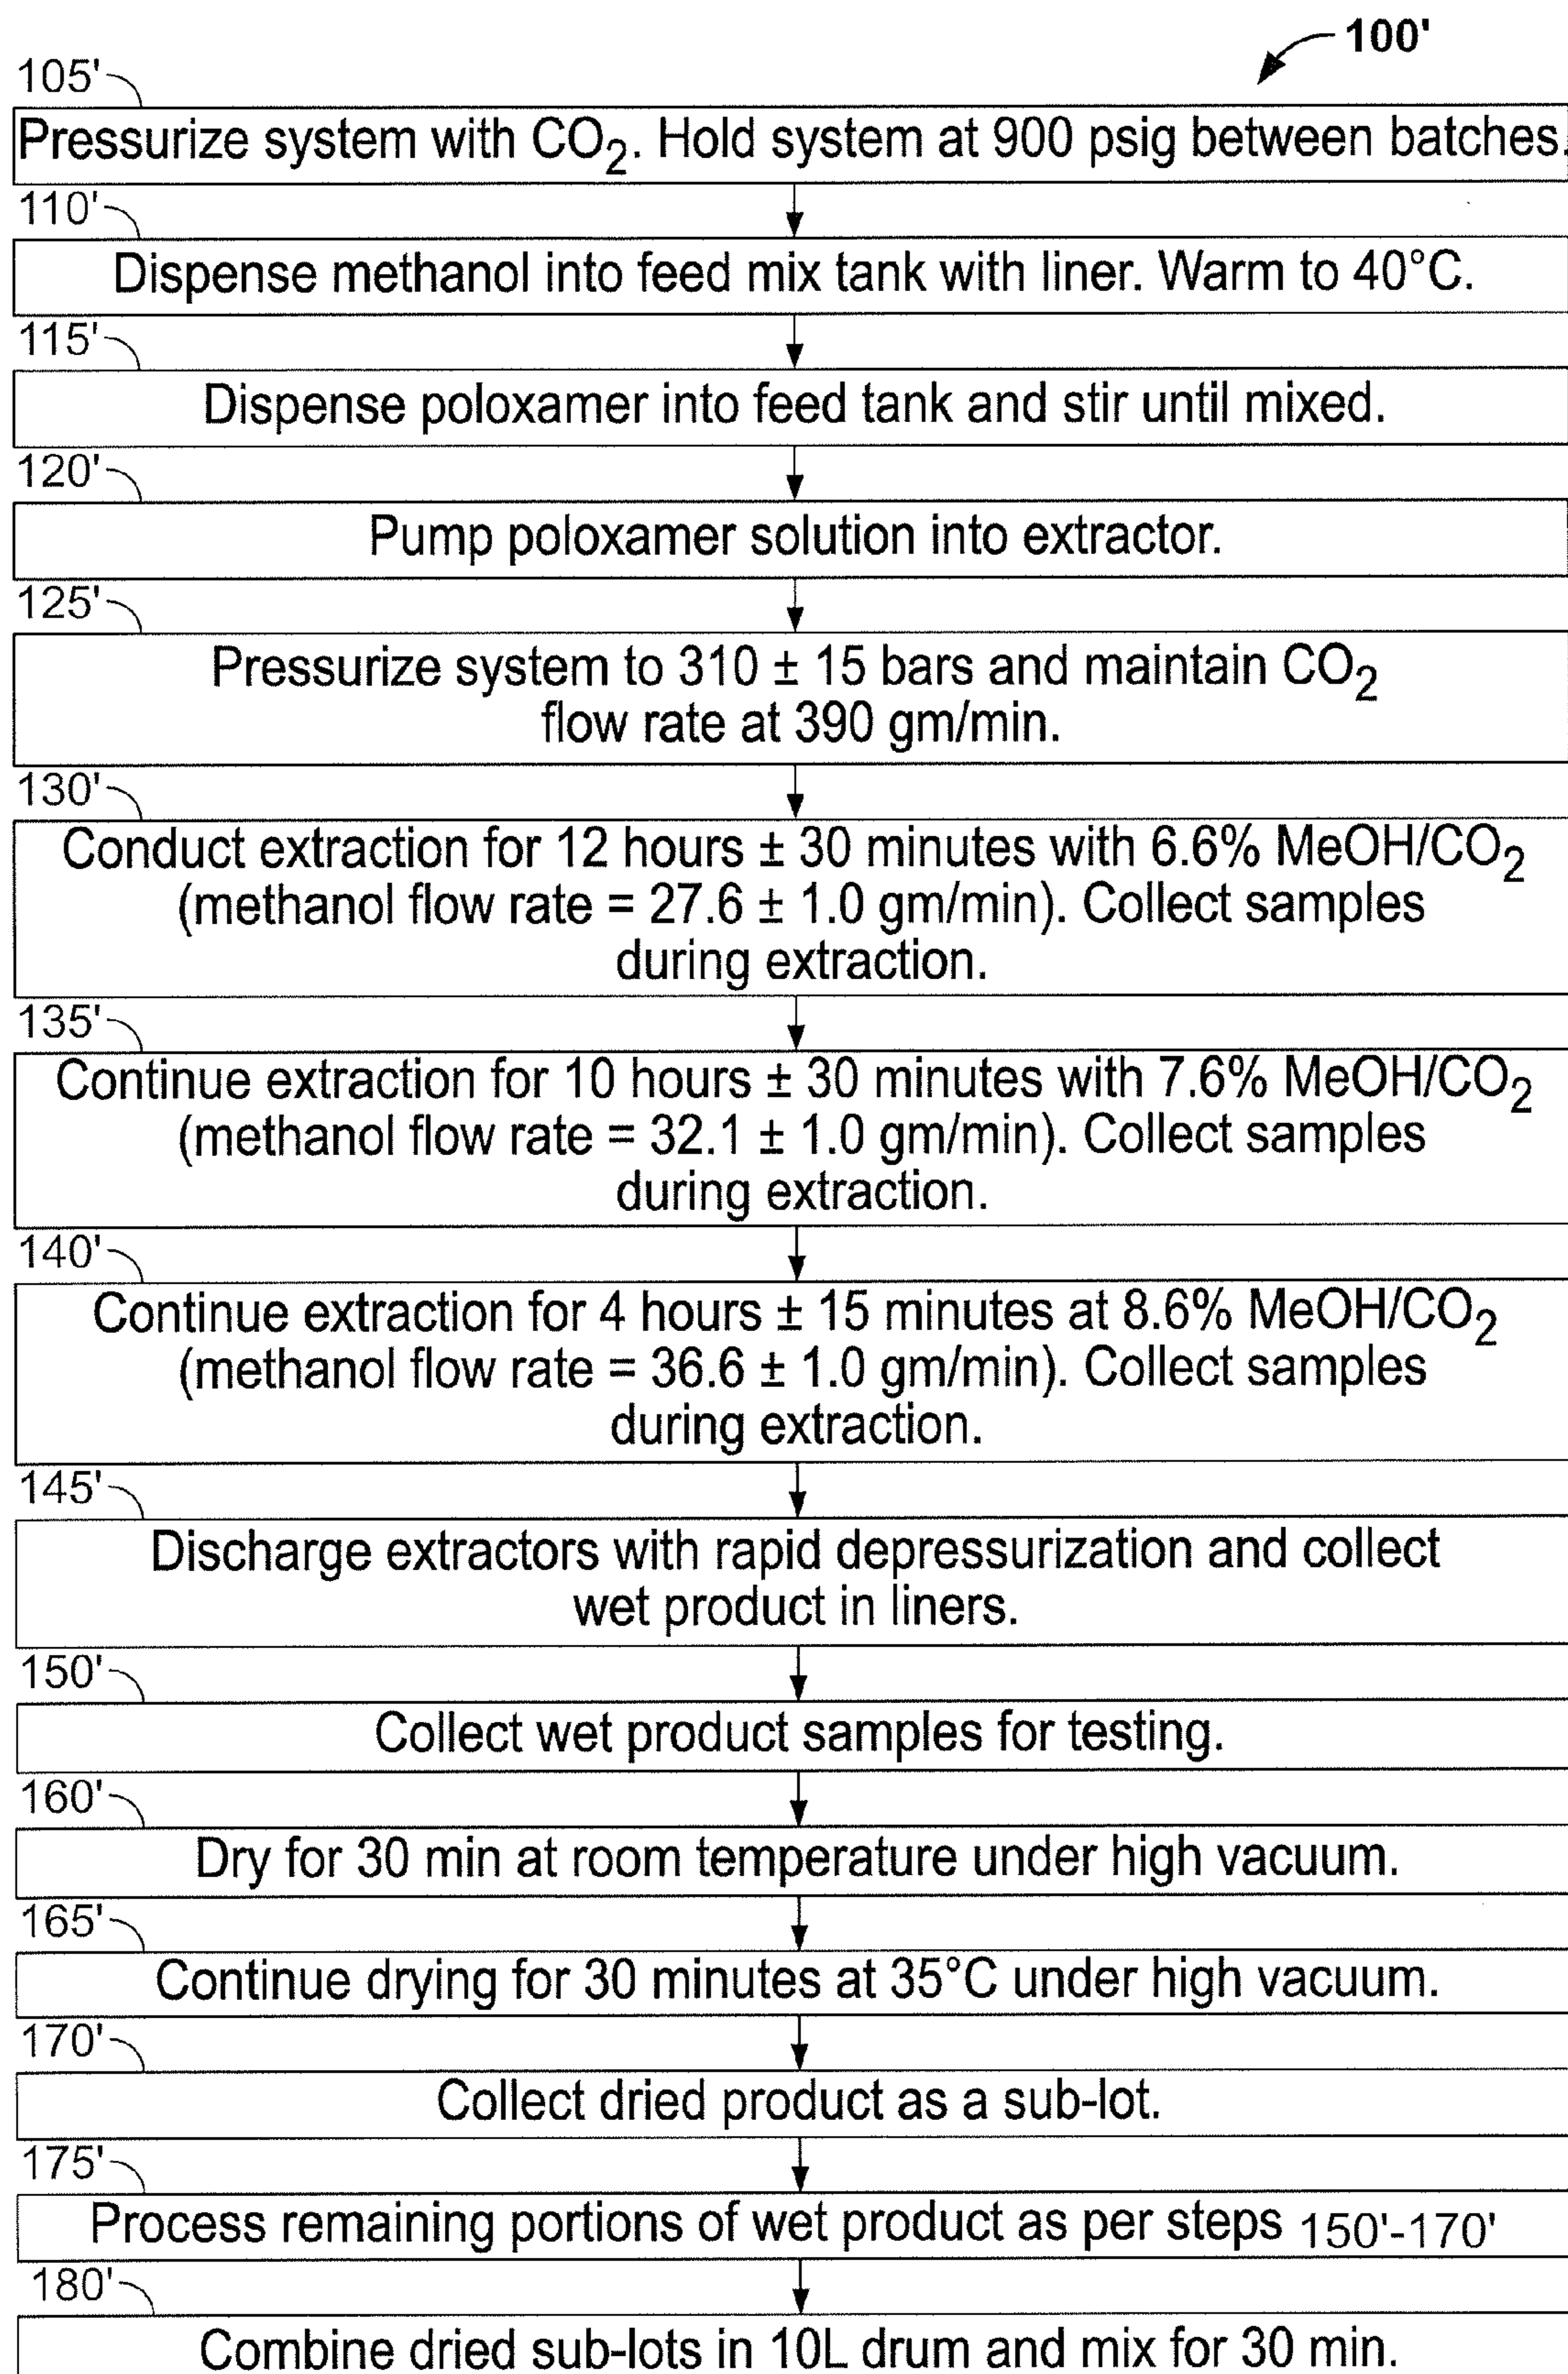 100'
105'
Pressurize system with CO2. Hold system at 900 psig between batches.
110'
Dispense methanol into feed mix tank with liner. Warm to 40°C.
115'
Dispense poloxamer into feed tank and stir until mixed.
120'
Pump poloxamer solution into extractor.
125'
Pressurize system to 310 ± 15 bars and maintain CO2
flow rate at 390 gm/min.
130'
Conduct extraction for 12 hours ± 30 minutes with 6.6% MeOH/CO2
(methanol flow rate = 27.6 ± 1.0 gm/min). Collect samples
during extraction.
135'
Continue extraction for 10 hours ± 30 minutes with 7.6% MeOH/CO2
(methanol flow rate = 32.1 ± 1.0 gm/min). Collect samples
during extraction.
140'
Continue extraction for 4 hours ± 15 minutes at 8.6% MeOH/CO2
(methanol flow rate = 36.6 ± 1.0 gm/min). Collect samples
during extraction.
145'
Discharge extractors with rapid depressurization and collect
wet product in liners.
150'
Collect wet product samples for testing.
160'
Dry for 30 min at room temperature under high vacuum.
165'
Continue drying for 30 minutes at 35°C under high vacuum.
170'
Collect dried product as a sub-lot.
175'
Process remaining portions of wet product as per steps 150'-170'
180'
Combine dried sub-lots in 10L drum and mix for 30 min.